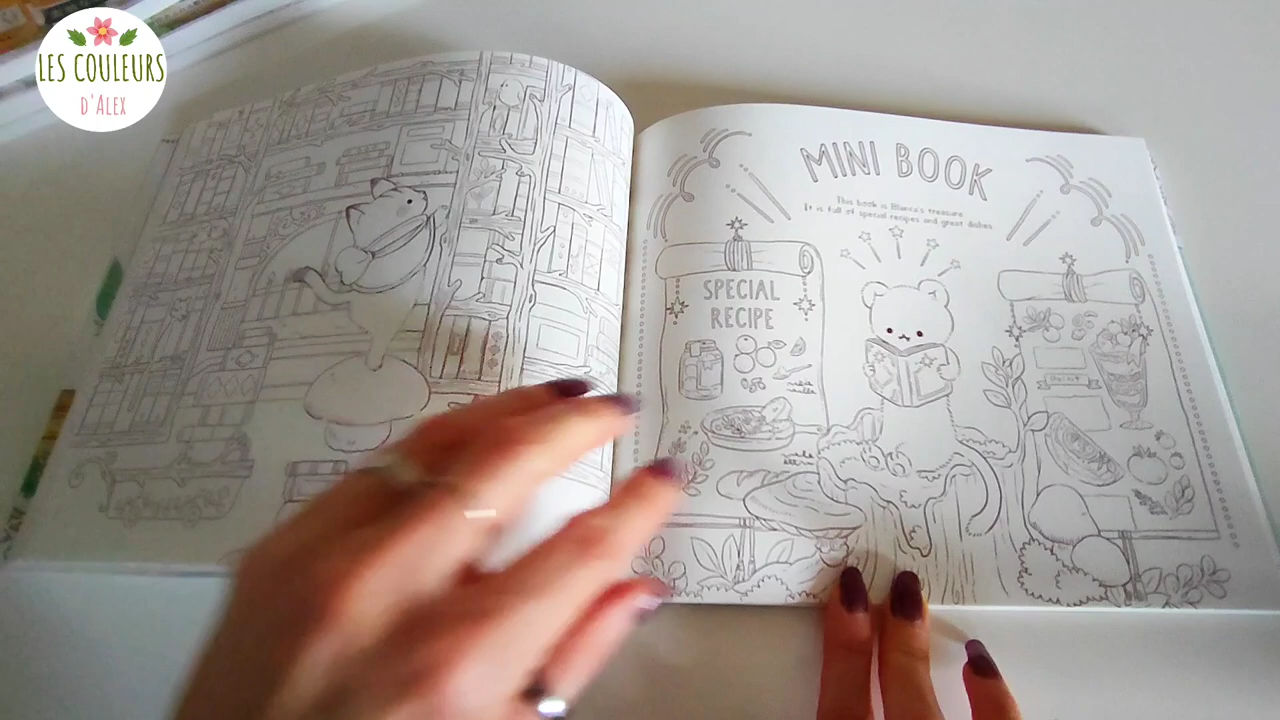 LES COULEURS
d'ALEX
MINI BOOK
This book is Blanca's treasure
It is full of special recipes and great dishes.
SPECIAL
RECIPE